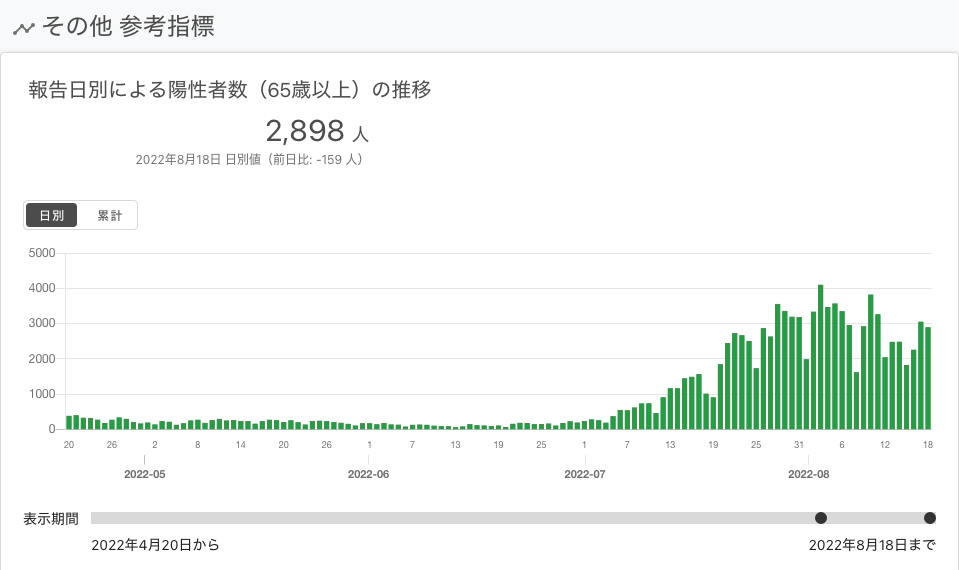 その他 参考指標
報告日別による陽性者数（65歳以上）の推移
2,898 人
2022年8月18日 日別値（前日比: -159 人）
日別 累計
5000
4000
3000
2000
1000
0
20 26 2 8 14 20 26 1 7 13 19 25 1 7 13 19 25 31 6 12 18
2022-05 2022-06 2022-07 2022-08
表示期間
2022年4月20日から 2022年8月18日まで